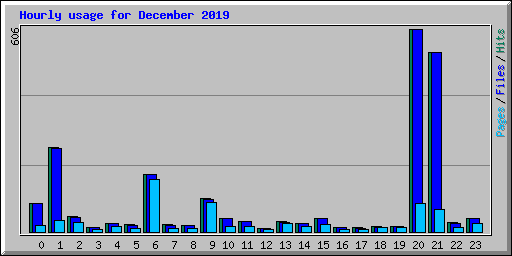 Hourly usage for December 2019
606
Pages / Files / Hits
0 1 2 3 4 5 6 7 8 9 10 11 12 13 14 15 16 17 18 19 20 21 22 23